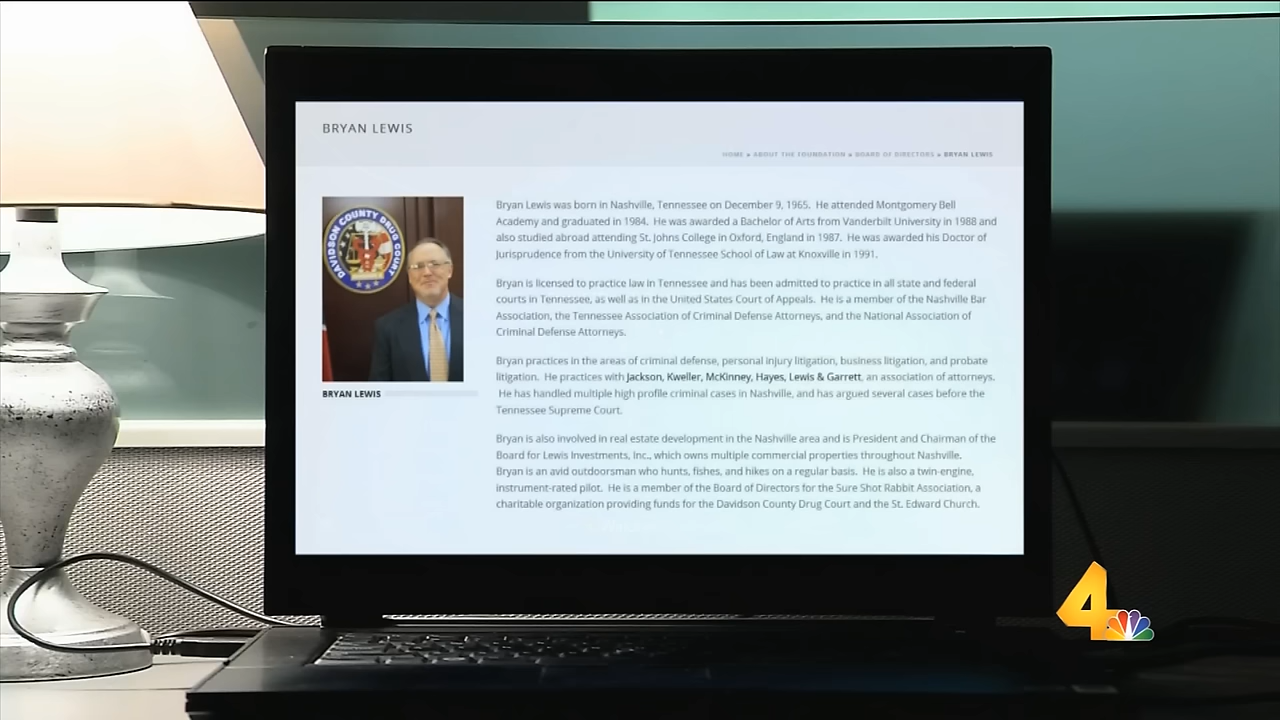 BRYAN LEWIS
HOME » ABOUT THE FOUNDATION » BOARD OF DIRECTORS » BRYAN LEWIS
DAVIDSON COUNTY DRUG COURT
BRYAN LEWIS
Bryan Lewis was born in Nashville, Tennessee on December 9, 1965. He attended Montgomery Bell
Academy and graduated in 1984. He was awarded a Bachelor of Arts from Vanderbilt University in 1988 and
also studied abroad attending St. Johns College in Oxford, England in 1987. He was awarded his Doctor of
Jurisprudence from the University of Tennessee School of Law at Knoxville in 1991.
Bryan is licensed to practice law in Tennessee and has been admitted to practice in all state and federal
courts in Tennessee, as well as in the United States Court of Appeals. He is a member of the Nashville Bar
Association, the Tennessee Association of Criminal Defense Attorneys, and the National Association of
Criminal Defense Attorneys.
Bryan practices in the areas of criminal defense, personal injury litigation, business litigation, and probate
litigation. He practices with Jackson, Kweller, McKinney, Hayes, Lewis & Garrett, an association of attorneys.
He has handled multiple high profile criminal cases in Nashville, and has argued several cases before the
Tennessee Supreme Court.
Bryan is also involved in real estate development in the Nashville area and is President and Chairman of the
Board for Lewis Investments, Inc., which owns multiple commercial properties throughout Nashville.
Bryan is an avid outdoorsman who hunts, fishes, and hikes on a regular basis. He is also a twin-engine,
instrument-rated pilot. He is a member of the Board of Directors for the Sure Shot Rabbit Association, a
charitable organization providing funds for the Davidson County Drug Court and the St. Edward Church.
4